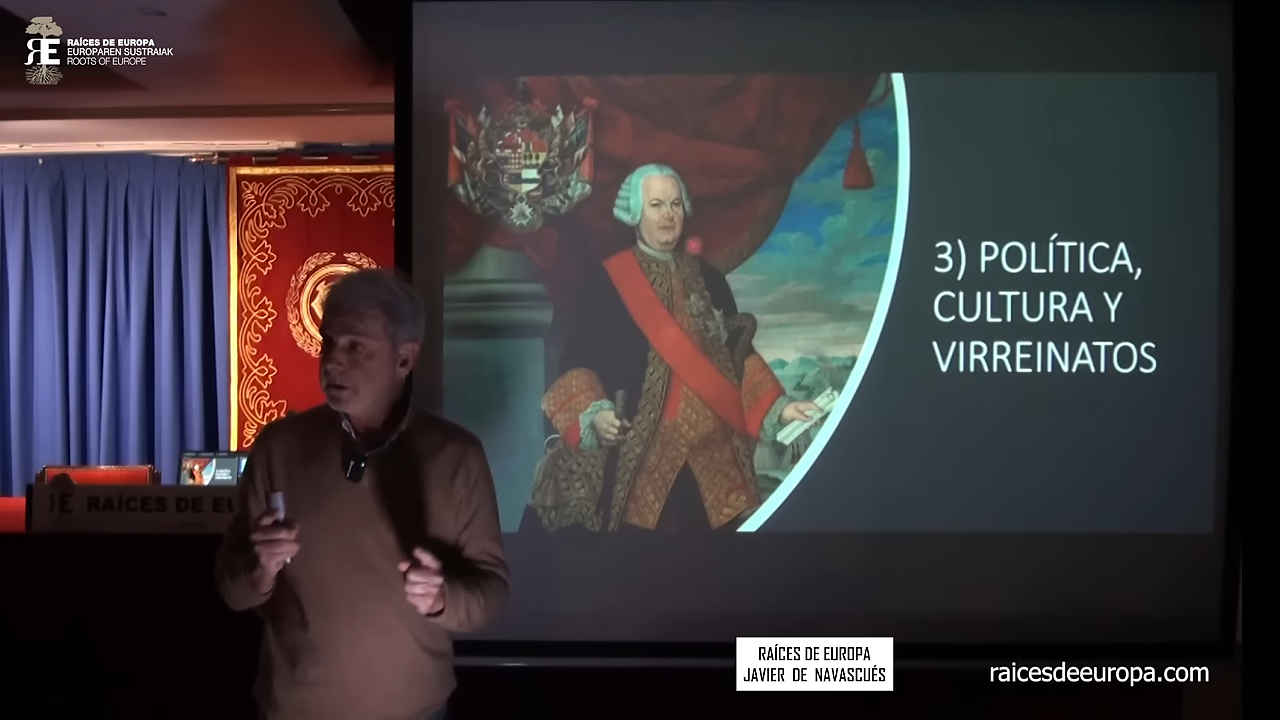 RAÍCES DE EUROPA
EUROPAREN SUSTRAIAK
ROOTS OF EUROPE
3) POLÍTICA,
CULTURA Y
VIRREINATOS
RAÍCES DE EU
RAÍCES DE EUROPA
JAVIER DE NAVASCUÉS
raicesdeeuropa.com